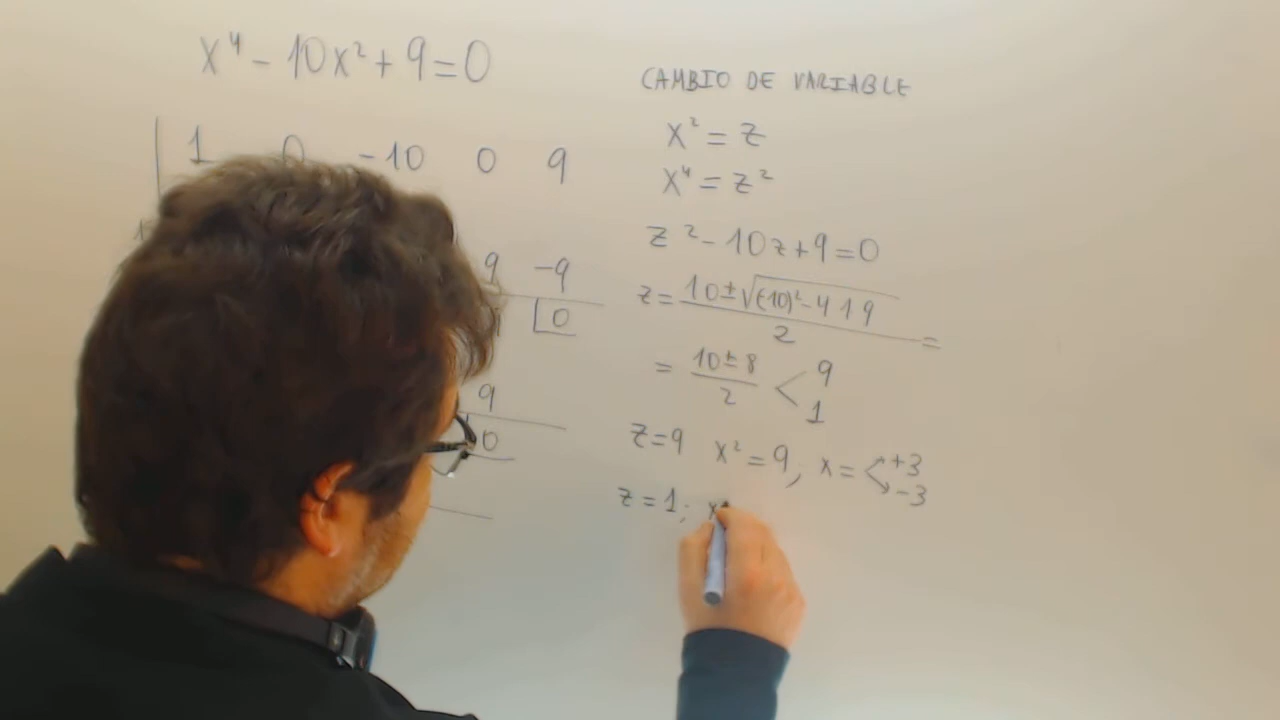 x⁴ - 10x² + 9 = 0
1 0 -10 0 9
9 -9
0
9
0
CAMBIO DE VARIABLE
x² = z
x⁴ = z²
z² - 10z + 9 = 0
z = 10 ± √(-10)² - 4 1 9 / 2 =
= 10 ± 8 / 2 < 9 1
z = 9 x² = 9, x = +3 -3
z = 1; x